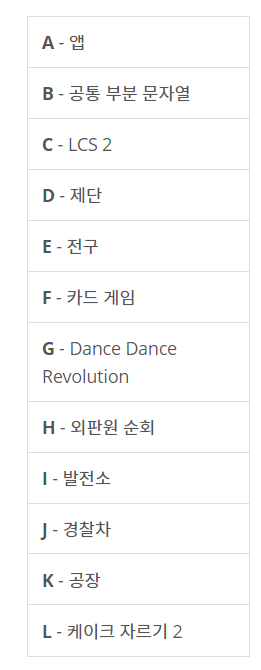 A - 앱
B - 공통 부분 문자열
C - LCS 2
D - 제단
E - 전구
F - 카드 게임
G - Dance Dance
Revolution
H - 외판원 순회
I - 발전소
J - 경찰차
K - 공장
L - 케이크 자르기 2